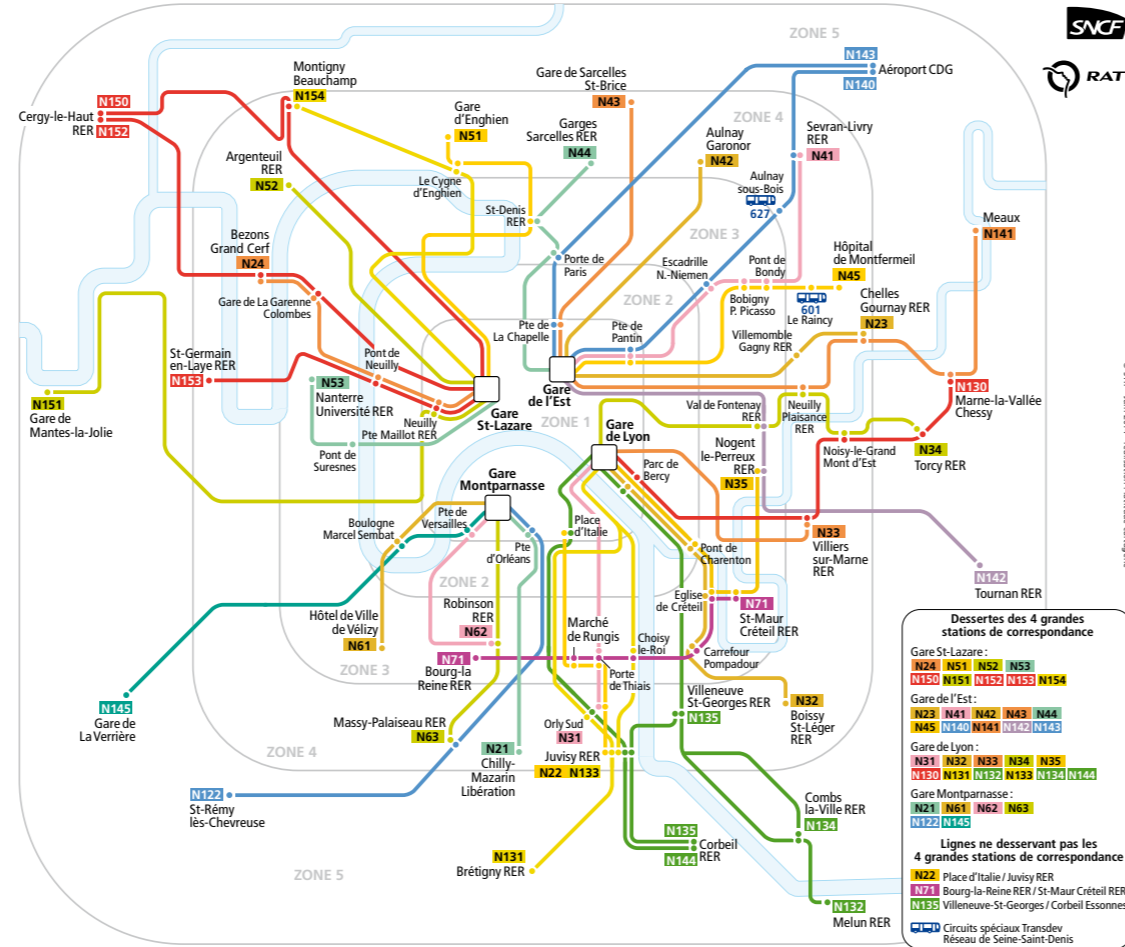 SNCF
RAT
ZONE 5
N143
Aéroport CDG
N140
Montigny
Beauchamp
N154
Gare de Sarcelles
St-Brice
N43
N150
Cergy-le-Haut
RER
N152
Gare
d'Enghien
N51
Garges
Sarcelles RER
N44
ZONE 4
Aulnay
Garonor
N42
Sevran-Livry
RER
N41
Argenteuil
RER
N52
Le Cygne
d'Enghien
Aulnay
sous-Bois
627
St-Denis
RER
Meaux
N141
Bezons
Grand Cerf
N24
ZONE 3
Porte de
Paris
Escadrille
N.-Niemen
Pont de
Bondy
Hôpital
de Montfermeil
N45
Gare de La Garenne
Colombes
ZONE 2
Bobigny
P. Picasso
601
Le Raincy
Chelles
Gournay RER
N23
Pte de
La Chapelle
Pte de
Pantin
Villemomble
Gagny RER
St-Germain
en-Laye RER
N153
Pont de
Neuilly
N53
Nanterre
Université RER
Gare
de l'Est
N151
Gare de
Mantes-la-Jolie
N130
Marne-la-Vallée
Chessy
Neuilly
Pte Maillot RER
Gare
St-Lazare
ZONE 1
Val de Fontenay
RER
Neuilly
Plaisance
RER
Pont de
Suresnes
Gare
de Lyon
Noisy-le-Grand
Mont d'Est
N34
Torcy RER
Nogent
le-Perreux
RER
N35
Parc de
Bercy
Gare
Montparnasse
Pte de
Versailles
Boulogne
Marcel Sembat
Place
d'Italie
N33
Villiers
sur-Marne
RER
Pte
d'Orléans
Pont de
Charenton
N142
Tournan RER
ZONE 2
Eglise
de Créteil
N71
St-Maur
Créteil RER
Hôtel de Ville
de Vélizy
N61
Robinson
RER
N62
Marché
de Rungis
Choisy
le-Roi
Carrefour
Pompadour
ZONE 3
N71
Bourg-la
Reine RER
Porte
de Thiais
Villeneuve
St-Georges RER
N135
N32
Boissy
St-Léger
RER
N145
Gare de
La Verrière
Massy-Palaiseau RER
N63
Orly Sud
N31
ZONE 4
N21
Chilly-
Mazarin
Libération
Juvisy RER
N22 N133
N122
St-Rémy
lès-Chevreuse
Combs
la-Ville RER
N134
N135
Corbeil
RER
N144
N131
Brétigny RER
ZONE 5
N132
Melun RER
Dessertes des 4 grandes
stations de correspondance
Gare St-Lazare :
N24 N51 N52 N53
N150 N151 N152 N153 N154
Gare de l'Est :
N23 N41 N42 N43 N44
N45 N140 N141 N142 N143
Gare de Lyon :
N31 N32 N33 N34 N35
N130 N131 N132 N133 N134 N144
Gare Montparnasse :
N21 N61 N62 N63
N122 N145
Lignes ne desservant pas les
4 grandes stations de correspondance
N22 Place d'Italie / Juvisy RER
N71 Bourg-la-Reine RER / St-Maur Créteil RER
N135 Villeneuve-St-Georges / Corbeil Essonnes
Circuits spéciaux Transdev
Réseau de Seine-Saint-Denis